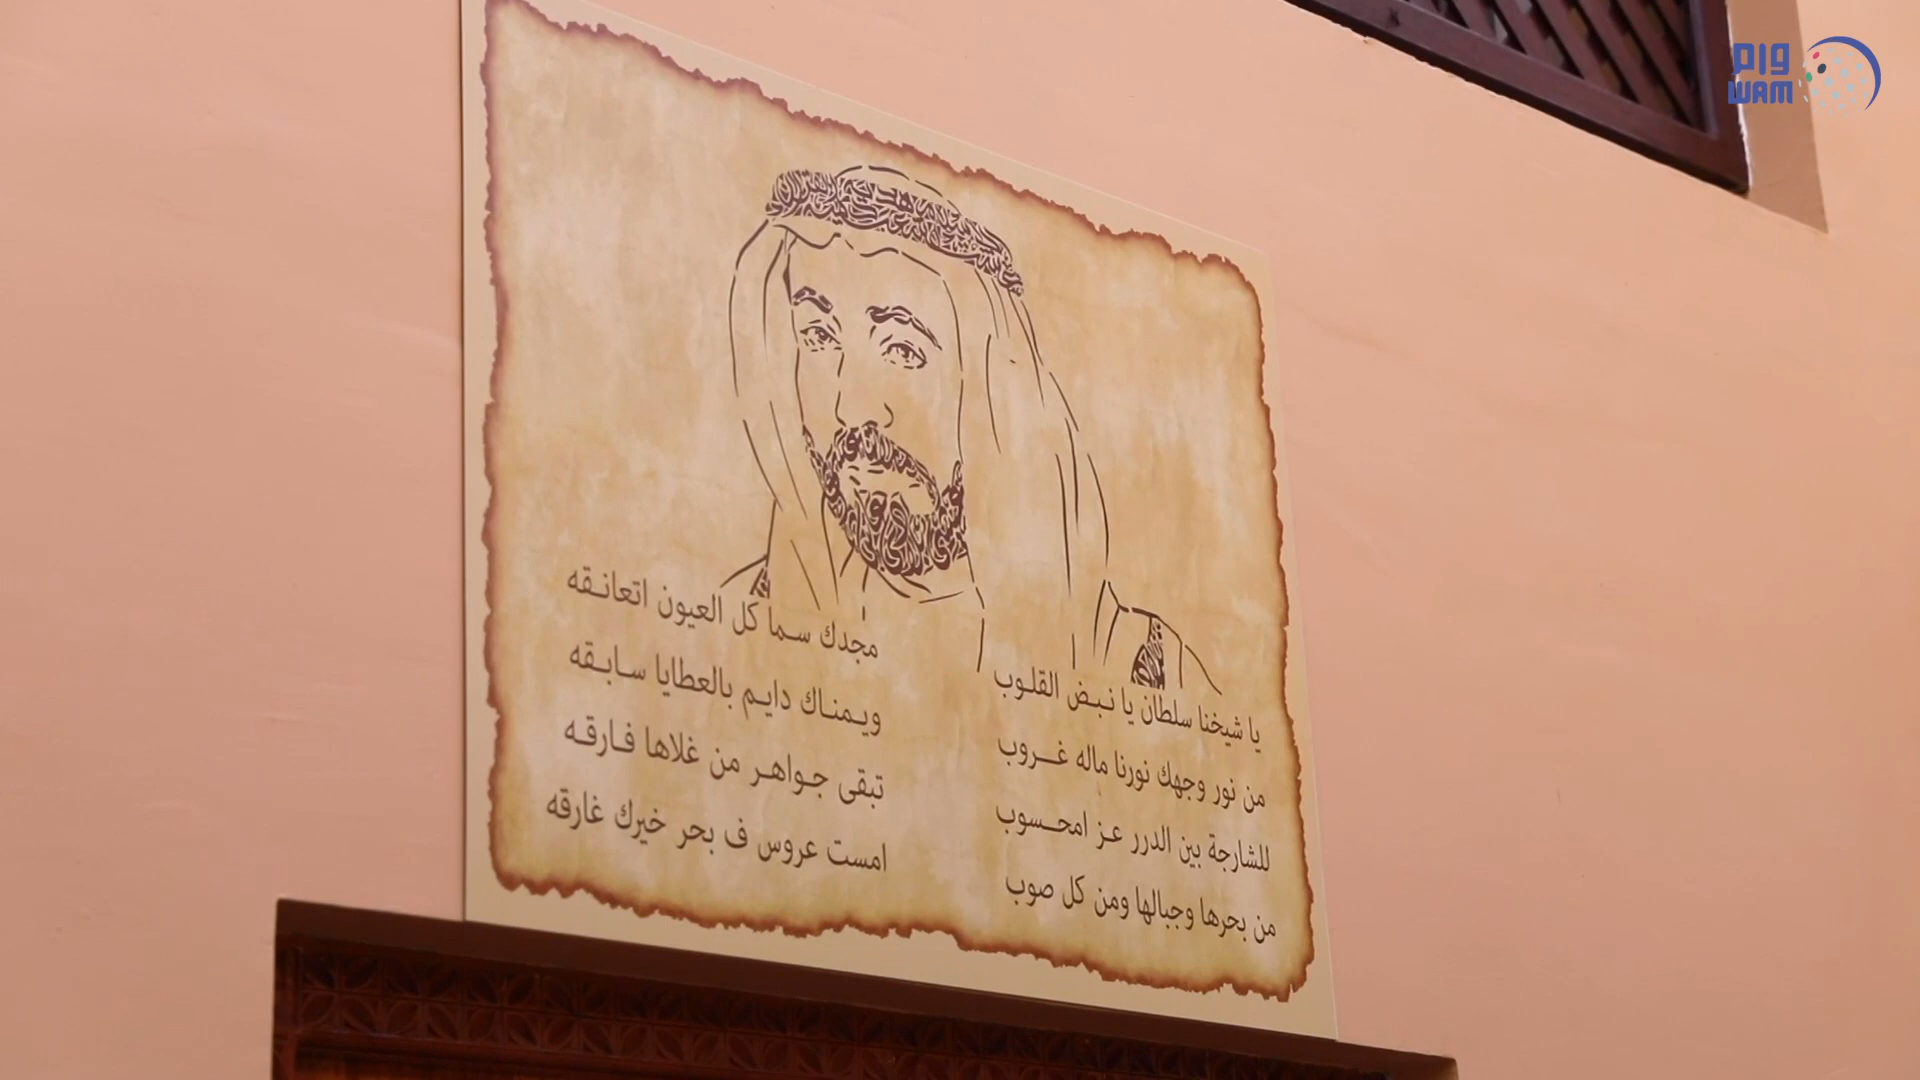 وام
WAM
يا شيخنا سلطان يا نبض القلوب
مجدك سما كل العيون اتعانقه
من نور وجهك نورنا ماله غروب
ويمناك دايم بالعطايا سابقه
للشارجة بين الدرر عز امحسوب
تبقى جواهر من غلاها فارقه
من بحرها وجبالها ومن كل صوب
امست عروس ف بحر خيرك غارقه